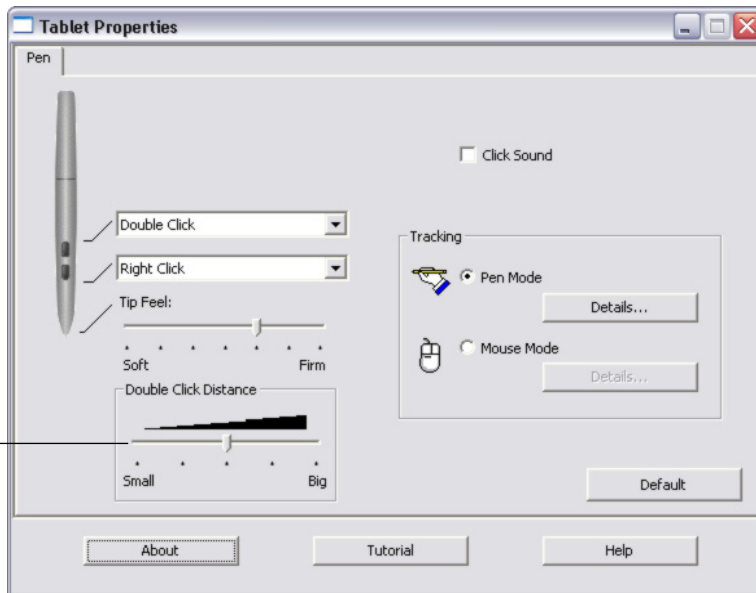 Tablet Properties
Pen
Click Sound
Double Click
Right Click
Tip Feel:
Soft Firm
Double Click Distance
Small Big
Tracking
Pen Mode
Details...
Mouse Mode
Details...
Default
About Tutorial Help